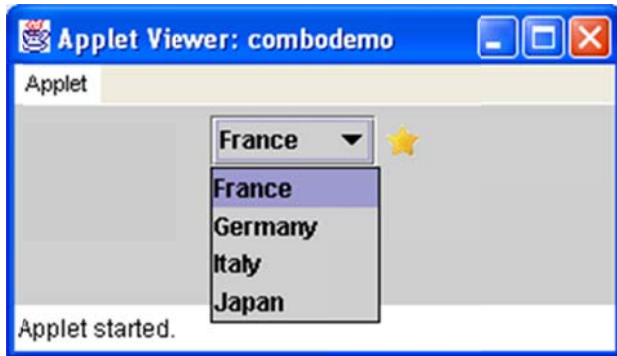 Applet Viewer: combodemo
Applet
France
France
Germany
Italy
Japan
Applet started.